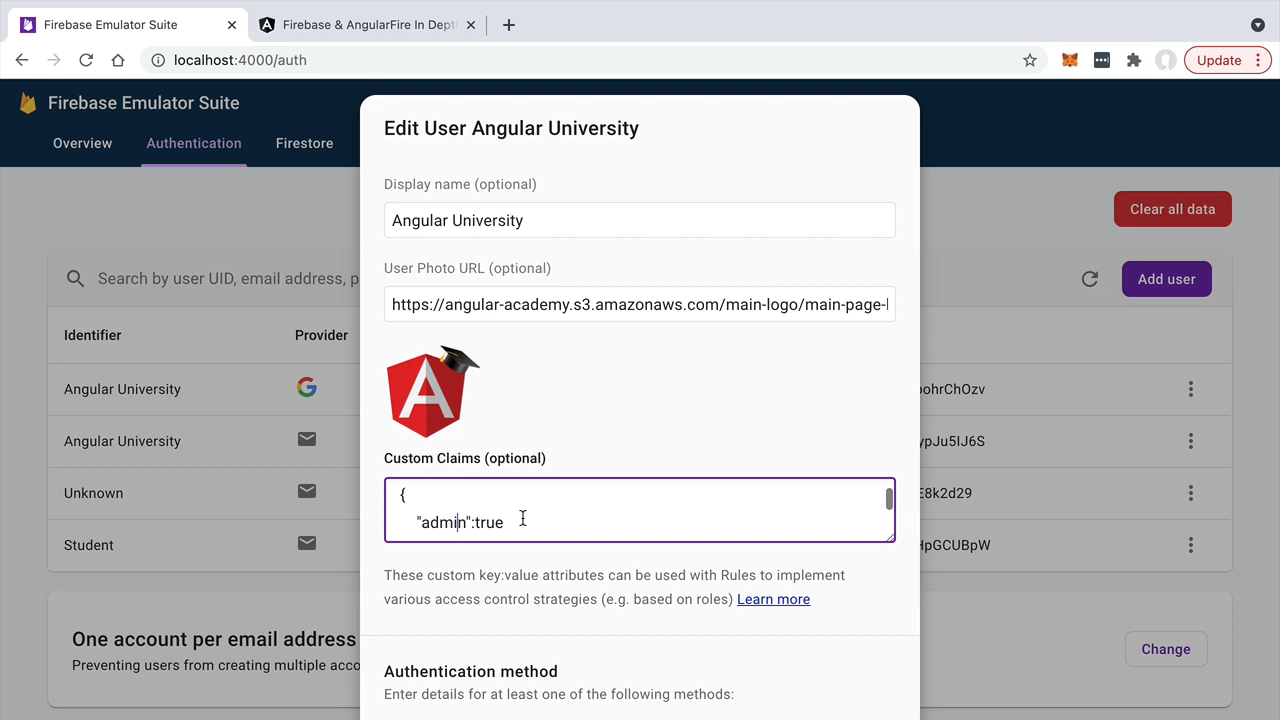 Firebase Emulator Suite
Firebase & AngularFire In Dept
localhost:4000/auth
Update
Firebase Emulator Suite
Overview
Authentication
Firestore
Edit User Angular University
Display name (optional)
Angular University
Clear all data
User Photo URL (optional)
Search by user UID, email address, p
Add user
https://angular-academy.s3.amazonaws.com/main-logo/main-page-l
Identifier
Provider
Angular University
oohrChOzv
A
Angular University
ypJu5lJ6S
Custom Claims (optional)
Unknown
E8k2d29
{
"admin":true
Student
HpGCUBpW
These custom key:value attributes can be used with Rules to implement
various access control strategies (e.g. based on roles) Learn more
One account per email address
Preventing users from creating multiple acco
Change
Authentication method
Enter details for at least one of the following methods: